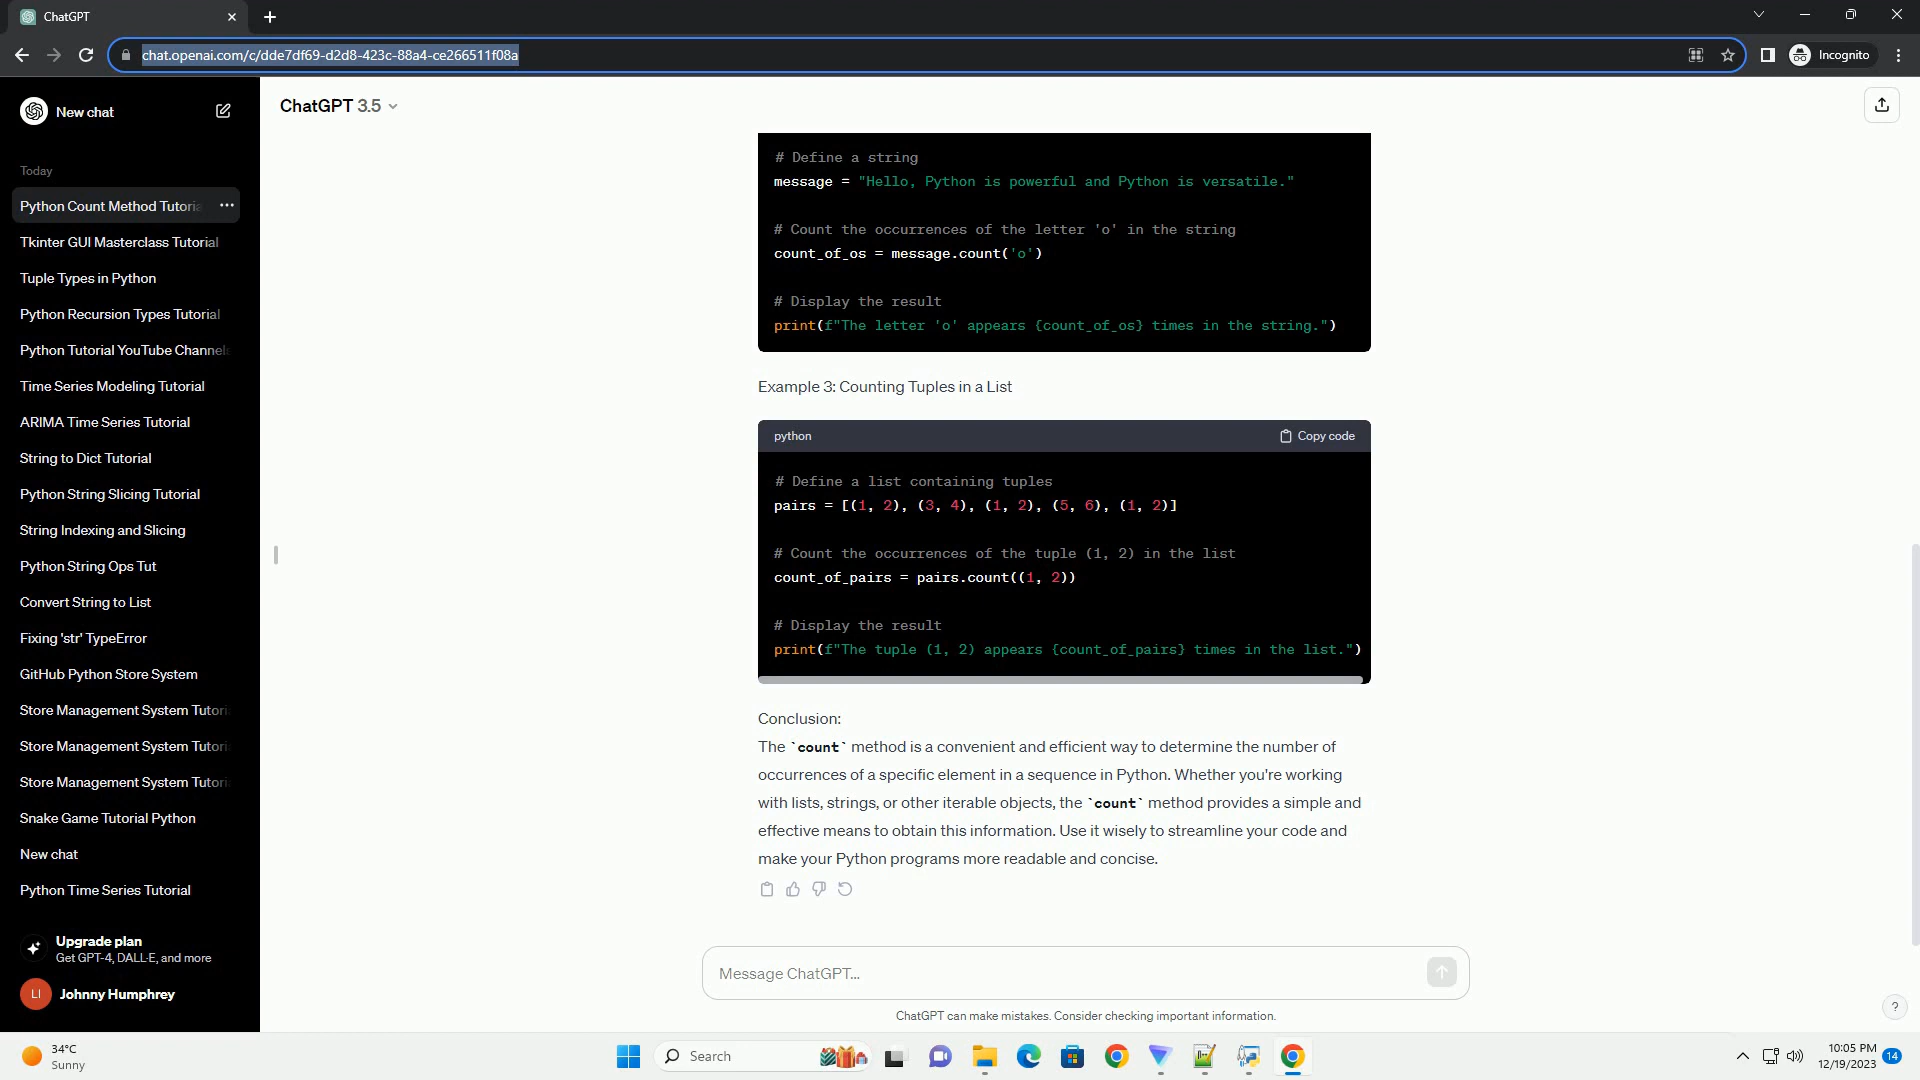 ChatGPT
chat.openai.com/c/dde7df69-d2d8-423c-88a4-ce266511f08a
Incognito
New chat
Today
Python Count Method Tutoria
Tkinter GUI Masterclass Tutorial
Tuple Types in Python
Python Recursion Types Tutorial
Python Tutorial YouTube Channels
Time Series Modeling Tutorial
ARIMA Time Series Tutorial
String to Dict Tutorial
Python String Slicing Tutorial
String Indexing and Slicing
Python String Ops Tut
Convert String to List
Fixing 'str' TypeError
GitHub Python Store System
Store Management System Tutori
Store Management System Tutori
Store Management System Tutori
Snake Game Tutorial Python
New chat
Python Time Series Tutorial
Upgrade plan
Get GPT-4, DALL·E, and more
LI
Johnny Humphrey
ChatGPT 3.5
# Define a string
message = "Hello, Python is powerful and Python is versatile."
# Count the occurrences of the letter 'o' in the string
count_of_os = message.count('o')
# Display the result
print(f"The letter 'o' appears {count_of_os} times in the string.")
Example 3: Counting Tuples in a List
python
Copy code
# Define a list containing tuples
pairs = [(1, 2), (3, 4), (1, 2), (5, 6), (1, 2)]
# Count the occurrences of the tuple (1, 2) in the list
count_of_pairs = pairs.count((1, 2))
# Display the result
print(f"The tuple (1, 2) appears {count_of_pairs} times in the list.")
Conclusion:
The `count` method is a convenient and efficient way to determine the number of
occurrences of a specific element in a sequence in Python. Whether you're working
with lists, strings, or other iterable objects, the `count` method provides a simple and
effective means to obtain this information. Use it wisely to streamline your code and
make your Python programs more readable and concise.
Message ChatGPT...
ChatGPT can make mistakes. Consider checking important information.
?
34°C
Sunny
Search
10:05 PM
12/19/2023
14